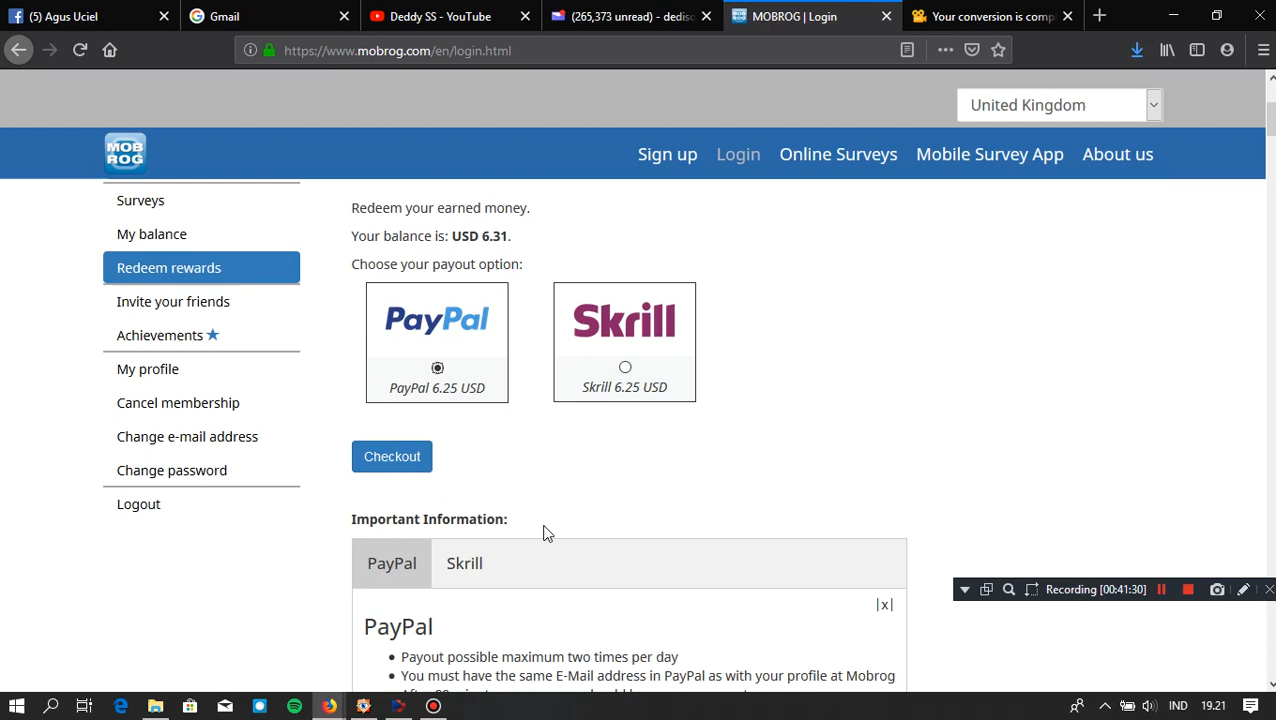 (5) Agus Uciel
Gmail
Deddy SS - YouTube
(265,373 unread) - dediso
MOBROG | Login
Your conversion is comp
https://www.mobrog.com/en/login.html
United Kingdom
MOB
ROG
Sign up
Login
Online Surveys
Mobile Survey App
About us
Surveys
My balance
Redeem rewards
Invite your friends
Achievements
My profile
Cancel membership
Change e-mail address
Change password
Logout
Redeem your earned money.
Your balance is: USD 6.31.
Choose your payout option:
PayPal
PayPal 6.25 USD
Skrill
Skrill 6.25 USD
Checkout
Important Information:
PayPal
Skrill
|x|
PayPal
Payout possible maximum two times per day
You must have the same E-Mail address in PayPal as with your profile at Mobrog
Recording [00:41:30]
IND
19.21